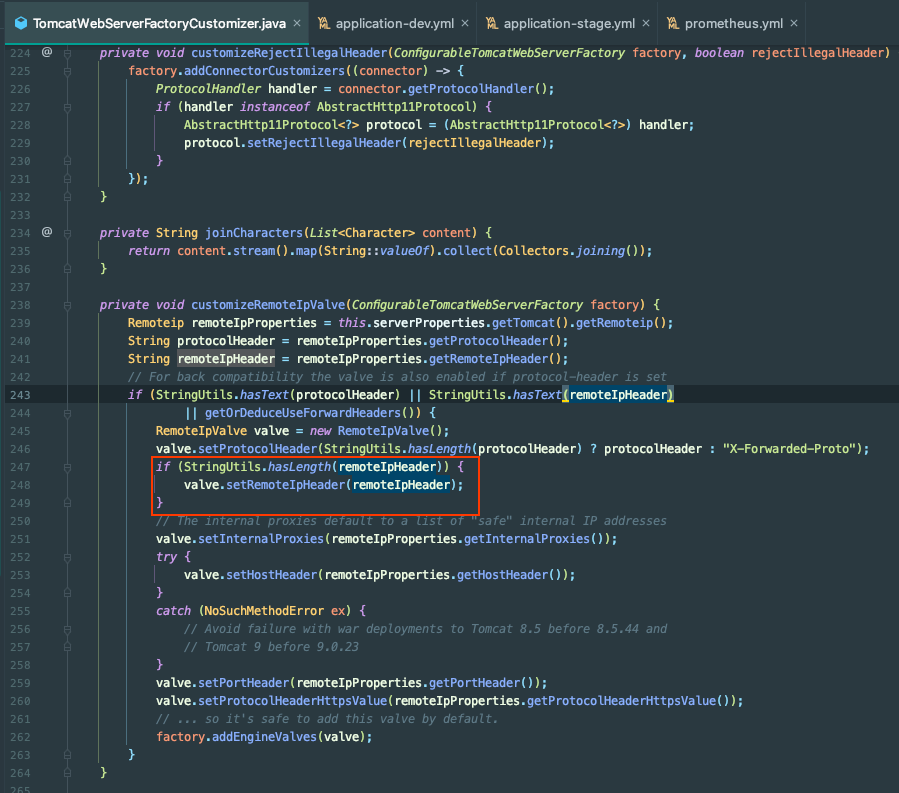 TomcatWebServerFactoryCustomizer.java × application-dev.yml × application-stage.yml × prometheus.yml ×
224 @ private void customizeRejectIllegalHeader(ConfigurableTomcatWebServerFactory factory, boolean rejectIllegalHeader)
225 factory.addConnectorCustomizers((connector) -> {
226 ProtocolHandler handler = connector.getProtocolHandler();
227 if (handler instanceof AbstractHttp11Protocol) {
228 AbstractHttp11Protocol<?> protocol = (AbstractHttp11Protocol<?>) handler;
229 protocol.setRejectIllegalHeader(rejectIllegalHeader);
230 }
231 });
232 }
233
234 @ private String joinCharacters(List<Character> content) {
235 return content.stream().map(String::valueOf).collect(Collectors.joining());
236 }
237
238 private void customizeRemoteIpValve(ConfigurableTomcatWebServerFactory factory) {
239 Remoteip remoteIpProperties = this.serverProperties.getTomcat().getRemoteip();
240 String protocolHeader = remoteIpProperties.getProtocolHeader();
241 String remoteIpHeader = remoteIpProperties.getRemoteIpHeader();
242 // For back compatibility the valve is also enabled if protocol-header is set
243 if (StringUtils.hasText(protocolHeader) || StringUtils.hasText(remoteIpHeader)
244 || getOrDeduceUseForwardHeaders()) {
245 RemoteIpValve valve = new RemoteIpValve();
246 valve.setProtocolHeader(StringUtils.hasLength(protocolHeader) ? protocolHeader : "X-Forwarded-Proto");
247 if (StringUtils.hasLength(remoteIpHeader)) {
248 valve.setRemoteIpHeader(remoteIpHeader);
249 }
250 // The internal proxies default to a list of "safe" internal IP addresses
251 valve.setInternalProxies(remoteIpProperties.getInternalProxies());
252 try {
253 valve.setHostHeader(remoteIpProperties.getHostHeader());
254 }
255 catch (NoSuchMethodError ex) {
256 // Avoid failure with war deployments to Tomcat 8.5 before 8.5.44 and
257 // Tomcat 9 before 9.0.23
258 }
259 valve.setPortHeader(remoteIpProperties.getPortHeader());
260 valve.setProtocolHeaderHttpsValue(remoteIpProperties.getProtocolHeaderHttpsValue());
261 // ... so it's safe to add this valve by default.
262 factory.addEngineValves(valve);
263 }
264 }
265